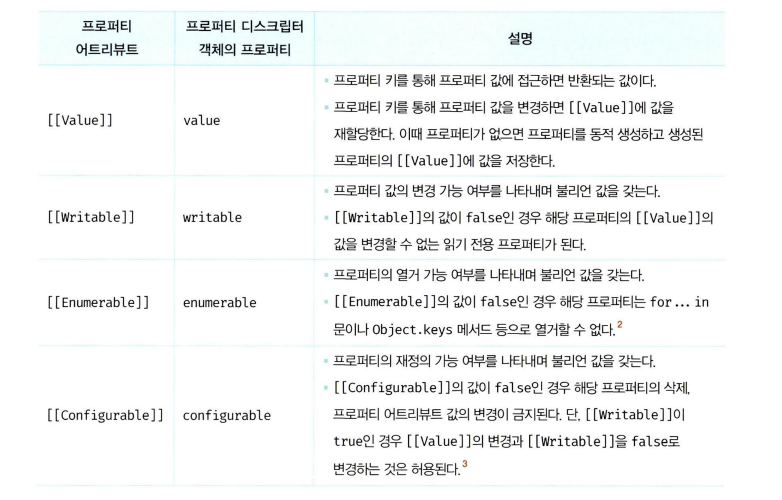 프로퍼티
어트리뷰트
프로퍼티 디스크립터
객체의 프로퍼티
설명
[[Value]]
value
▪ 프로퍼티 키를 통해 프로퍼티 값에 접근하면 반환되는 값이다.
▪ 프로퍼티 키를 통해 프로퍼티 값을 변경하면 [[Value]]에 값을
재할당한다. 이때 프로퍼티가 없으면 프로퍼티를 동적 생성하고 생성된
프로퍼티의 [[Value]]에 값을 저장한다.
[[Writable]]
writable
▪ 프로퍼티 값의 변경 가능 여부를 나타내며 불리언 값을 갖는다.
▪ [[Writable]]의 값이 false인 경우 해당 프로퍼티의 [[Value]]의
값을 변경할 수 없는 읽기 전용 프로퍼티가 된다.
[[Enumerable]]
enumerable
▪ 프로퍼티의 열거 가능 여부를 나타내며 불리언 값을 갖는다.
▪ [[Enumerable]]의 값이 false인 경우 해당 프로퍼티는 for...in
문이나 Object.keys 메서드 등으로 열거할 수 없다.2
[[Configurable]]
configurable
▪ 프로퍼티의 재정의 가능 여부를 나타내며 불리언 값을 갖는다.
▪ [[Configurable]]의 값이 false인 경우 해당 프로퍼티의 삭제,
프로퍼티 어트리뷰트 값의 변경이 금지된다. 단, [[Writable]]이
true인 경우 [[Value]]의 변경과 [[Writable]]을 false로
변경하는 것은 허용된다.3